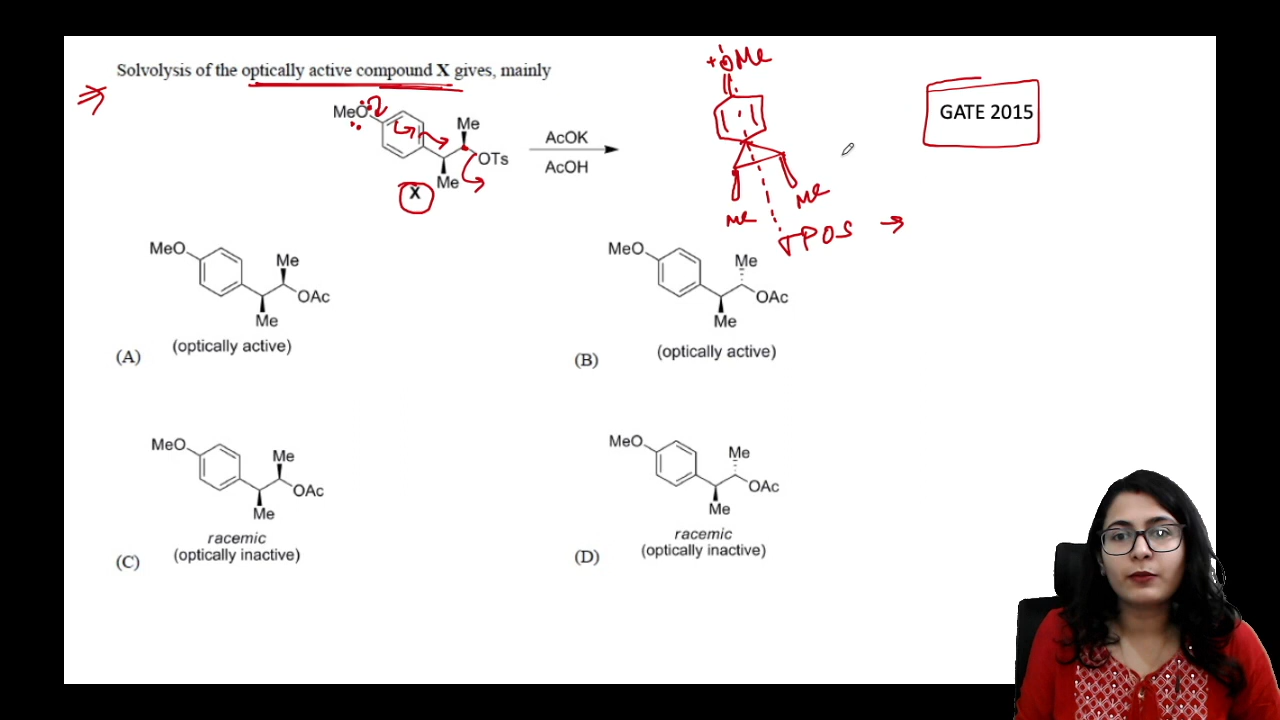 Solvolysis of the optically active compound X gives, mainly
+OMe
GATE 2015
MeO
Me
OTs
Me
X
AcOK
AcOH
Me
Me
POS →
MeO
Me
OAc
Me
(optically active)
(A)
MeO
Me
OAc
Me
(optically active)
(B)
MeO
Me
OAc
Me
racemic
(optically inactive)
(C)
MeO
Me
OAc
Me
racemic
(optically inactive)
(D)